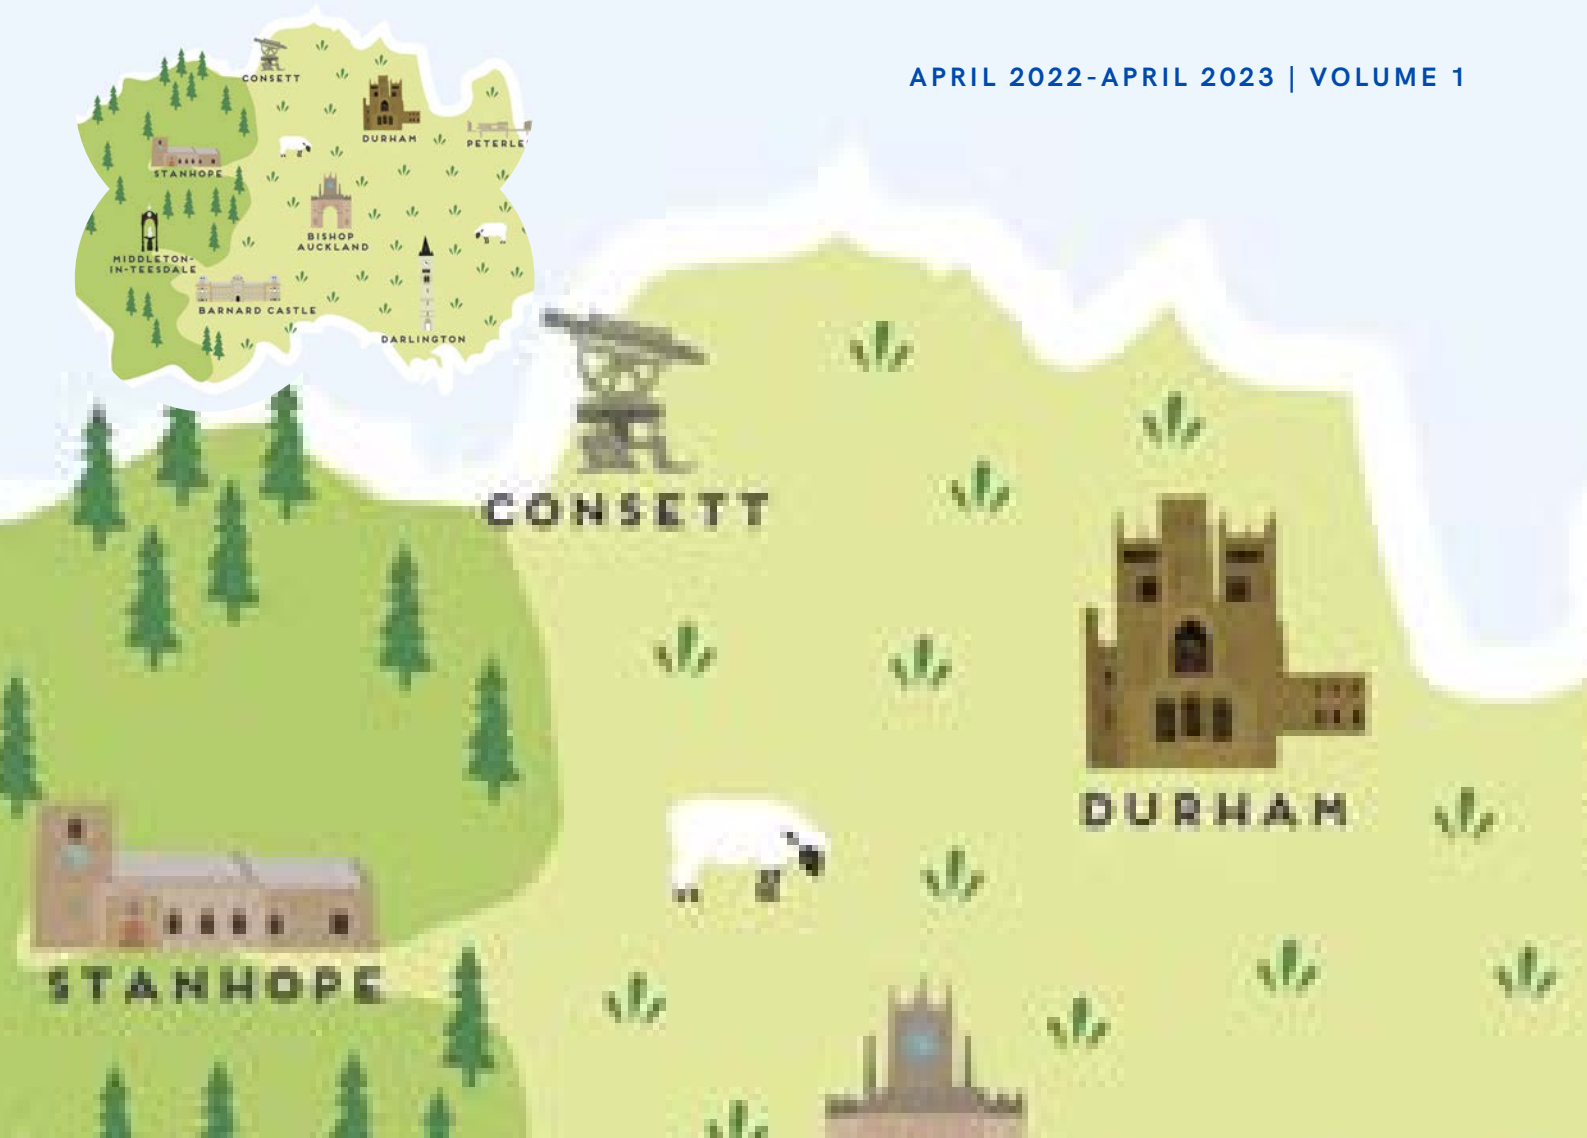 APRIL 2022-APRIL 2023 | VOLUME 1
CONSETT
DURHAM
PETERLE
STANHOPE
BISHOP
AUCKLAND
MIDDLETON-
IN-TEESDALE
BARNARD CASTLE
DARLINGTON
CONSETT
DURHAM
STANHOPE